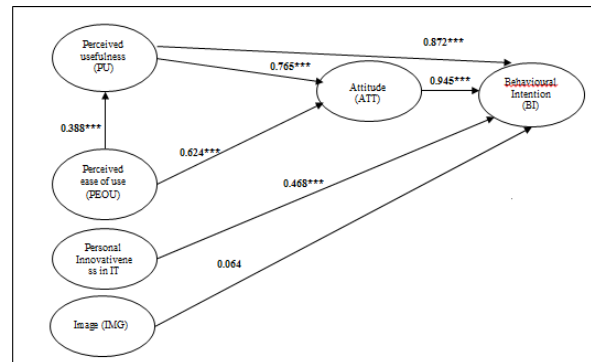 Perceived
usefulness
(PU)
0.872***
0.765***
Attitude
(ATT)
0.945***
Behavioural
Intention
(BI)
0.388***
Perceived
ease of use
(PEOU)
0.624***
0.468***
Personal
Innovativene
ss in IT
0.064
Image (IMG)